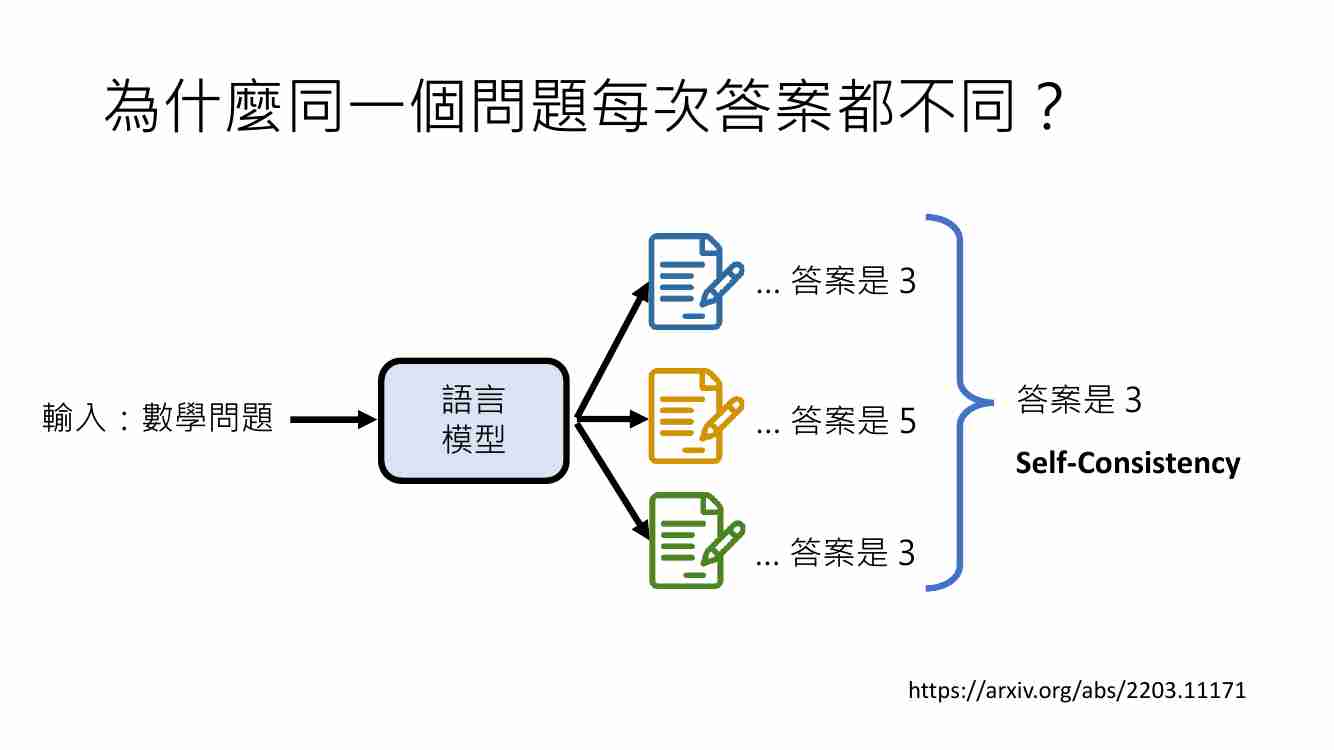 為什麼同一個問題每次答案都不同？
輸入：數學問題
語言
模型
... 答案是 3
... 答案是 5
... 答案是 3
答案是 3
Self-Consistency
https://arxiv.org/abs/2203.11171